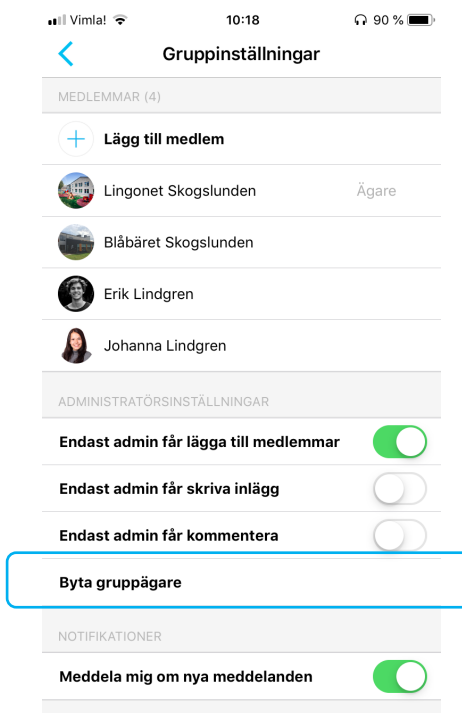 Vimla! 10:18 90 %
Gruppinställningar
MEDLEMMAR (4)
Lägg till medlem
Lingonet Skogslunden Ägare
Blåbäret Skogslunden
Erik Lindgren
Johanna Lindgren
ADMINISTRATÖRSINSTÄLLNINGAR
Endast admin får lägga till medlemmar
Endast admin får skriva inlägg
Endast admin får kommentera
Byta gruppägare
NOTIFIKATIONER
Meddela mig om nya meddelanden